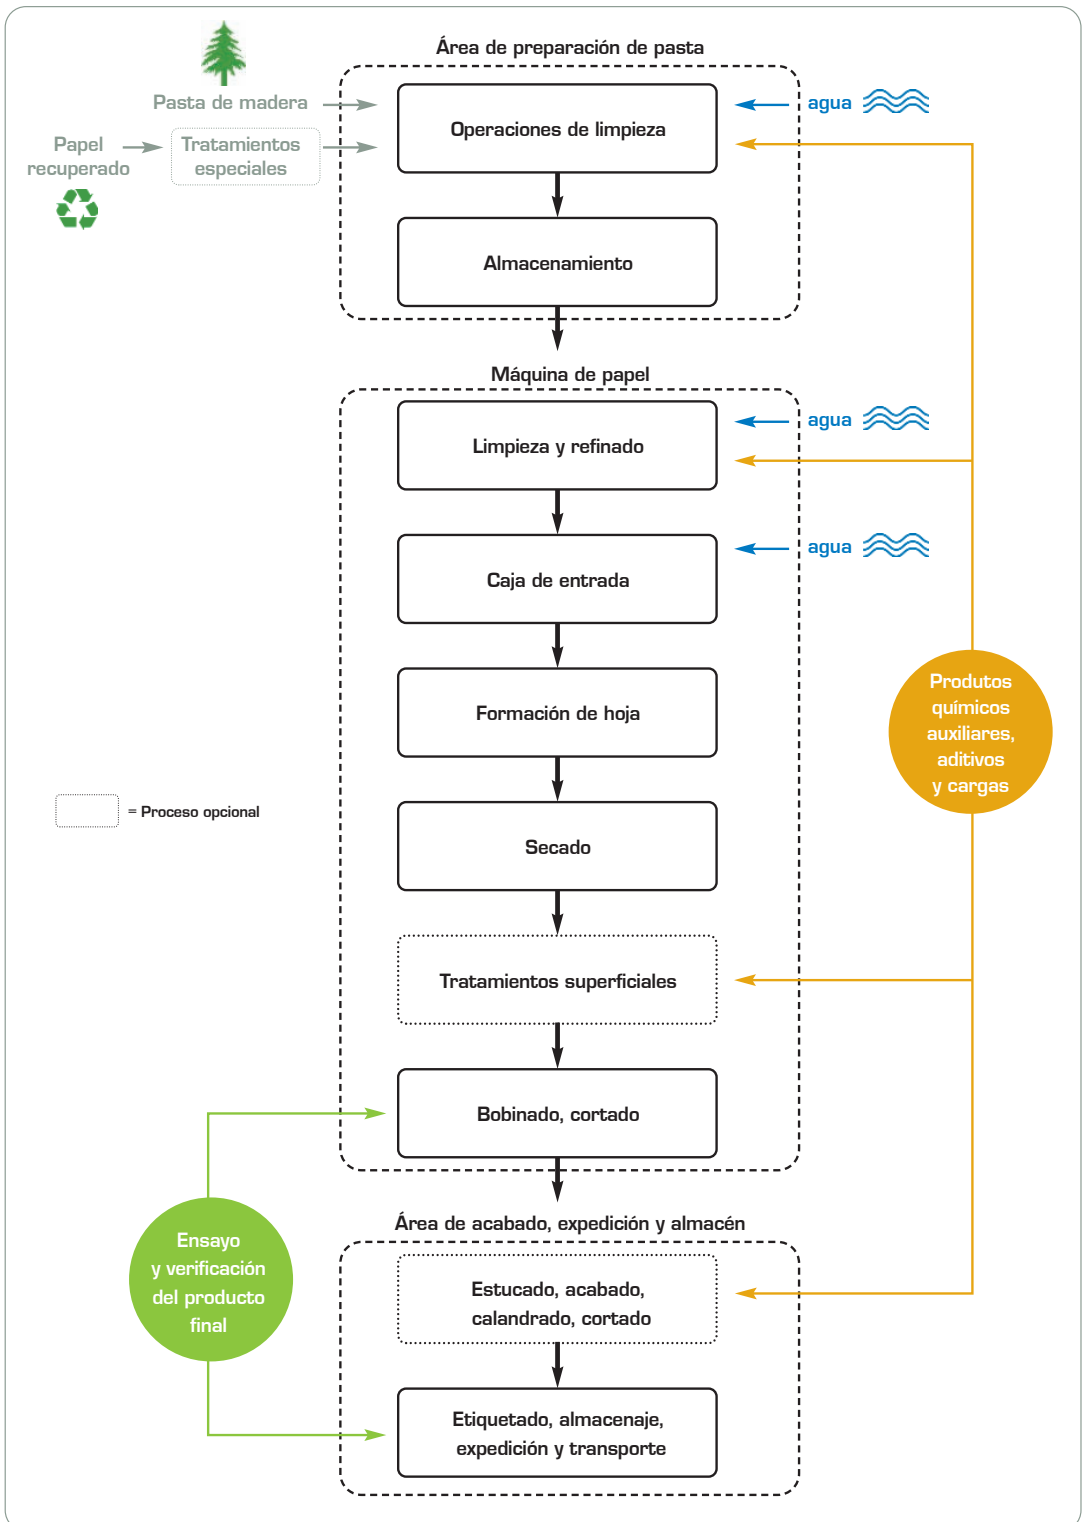 Área de preparación de pasta
Pasta de madera
Operaciones de limpieza
agua
Papel
recuperado
Tratamientos
especiales
Almacenamiento
Máquina de papel
Limpieza y refinado
agua
Caja de entrada
agua
Formación de hoja
Produtos
químicos
auxiliares,
aditivos
y cargas
= Proceso opcional
Secado
Tratamientos superficiales
Bobinado, cortado
Área de acabado, expedición y almacén
Ensayo
y verificación
del producto
final
Estucado, acabado,
calandrado, cortado
Etiquetado, almacenaje,
expedición y transporte